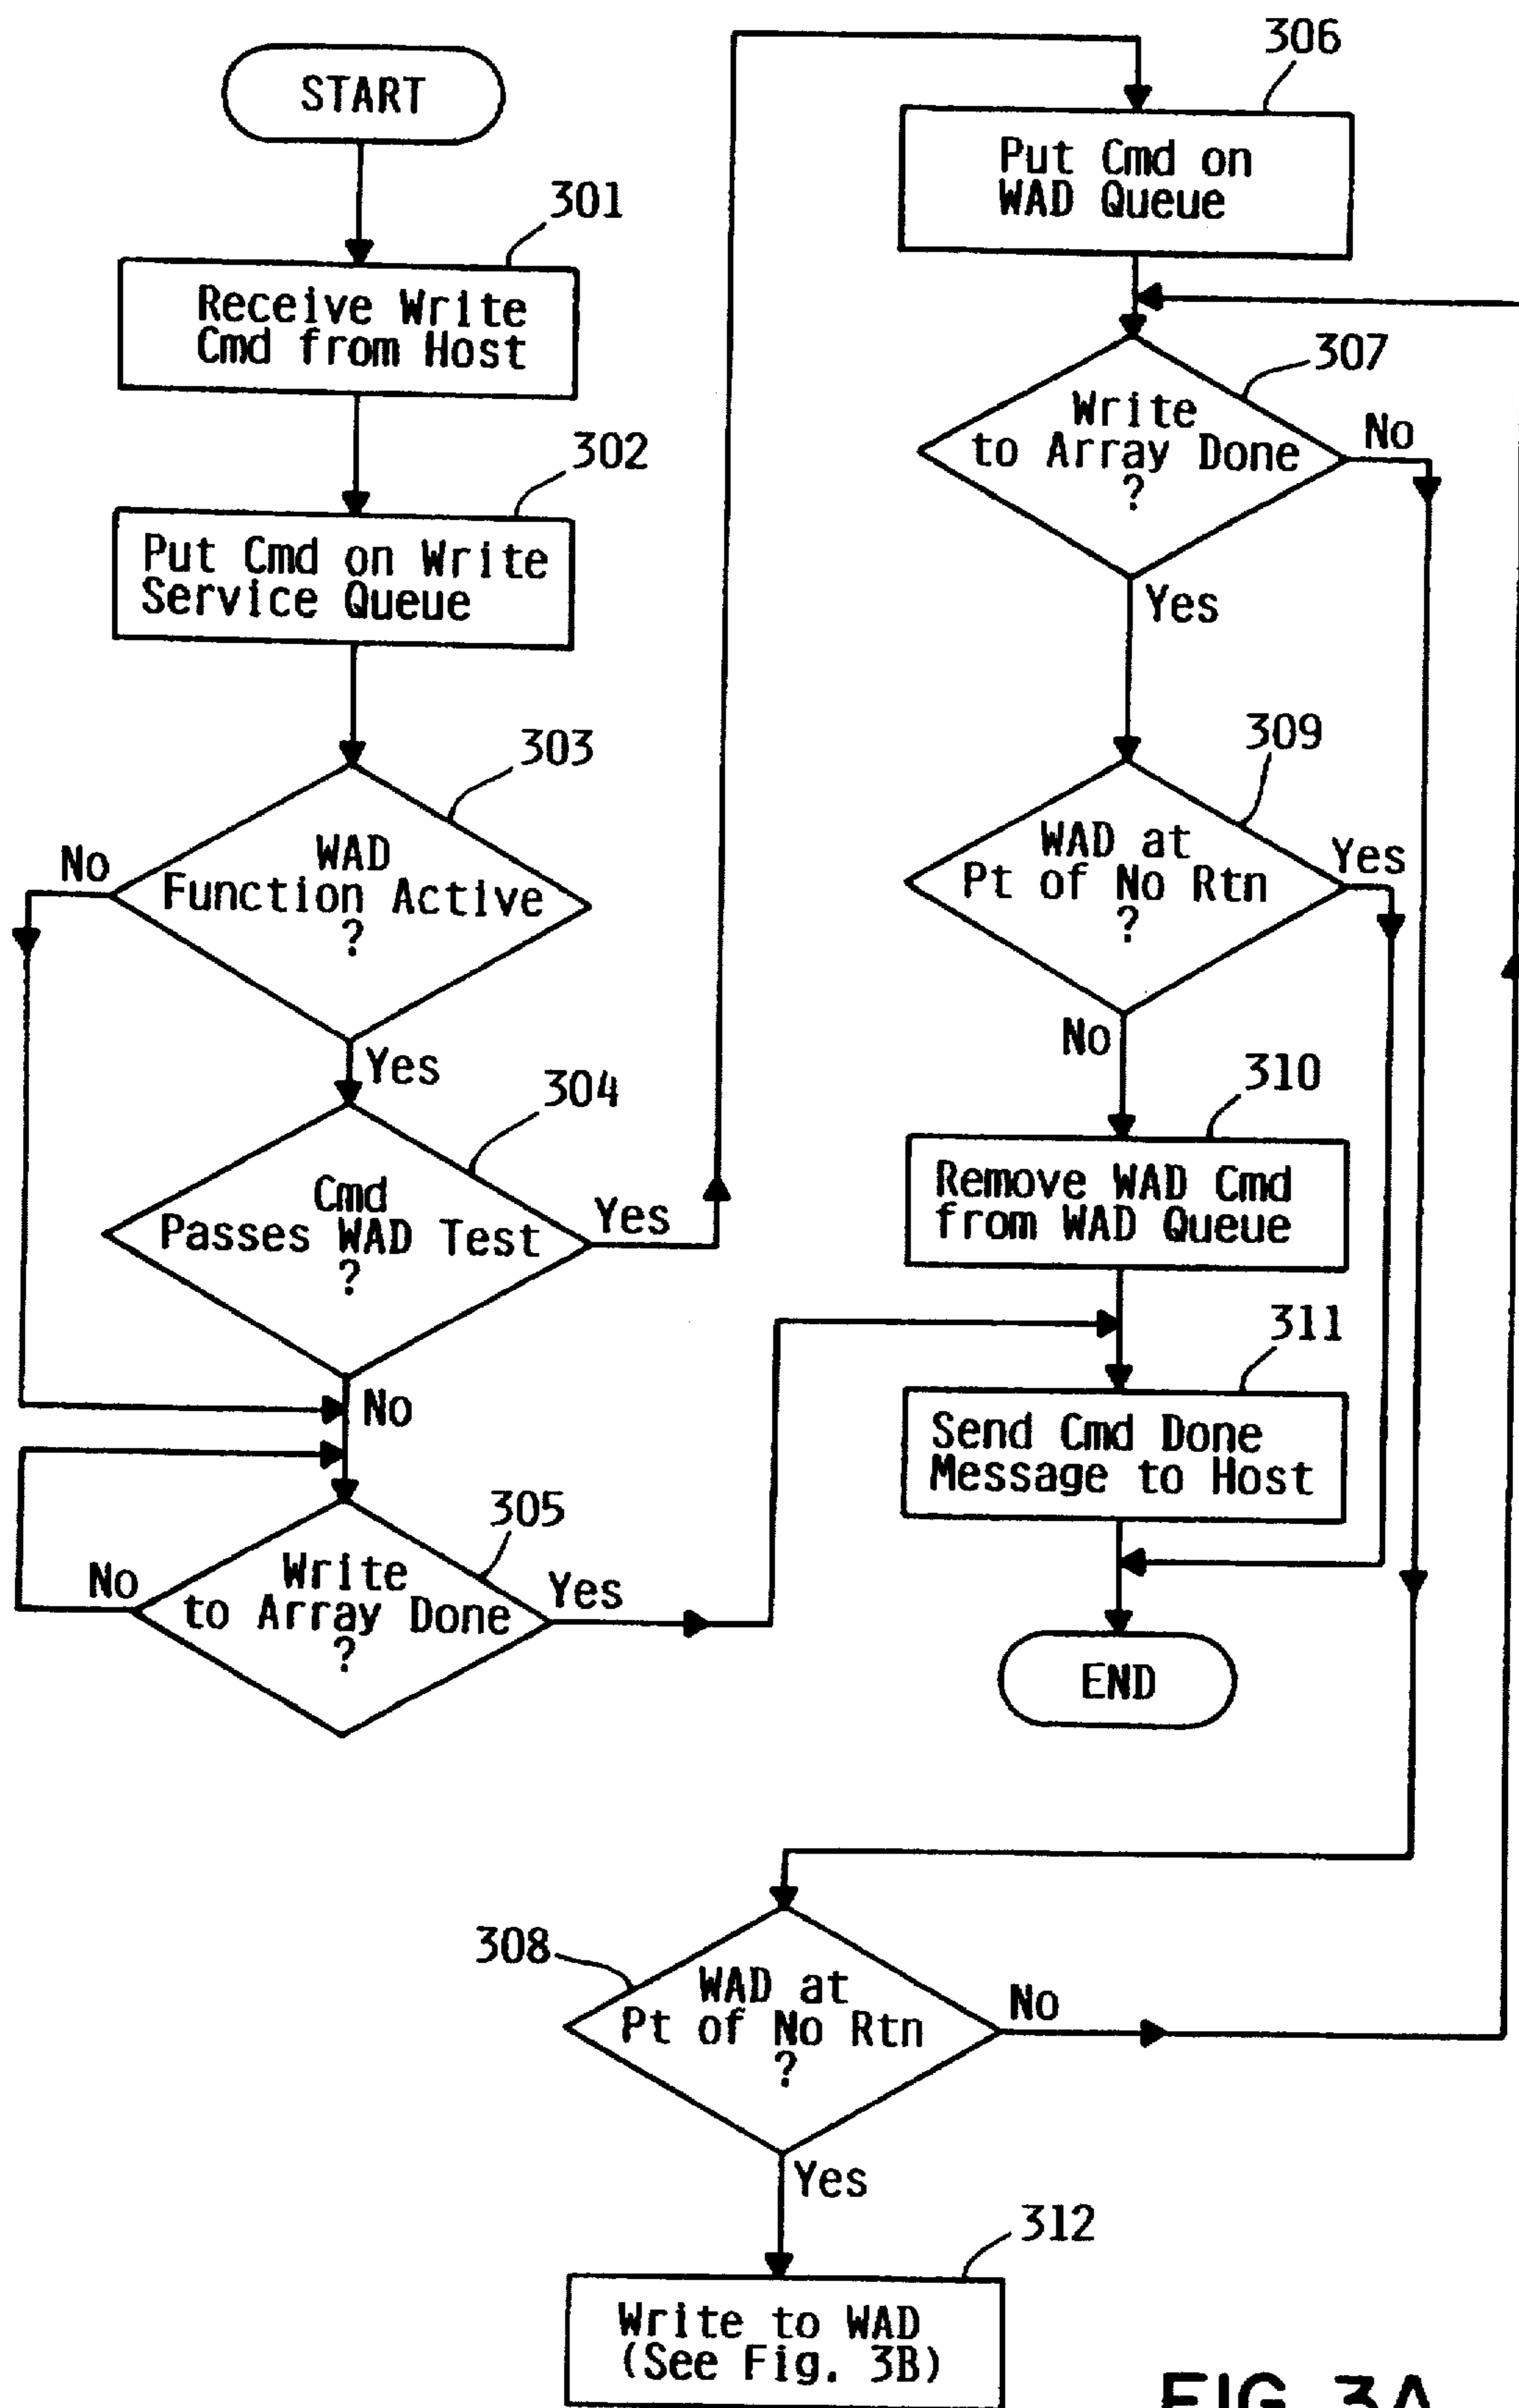 START
301
Receive Write
Cmd from Host
302
Put Cmd on Write
Service Queue
303
WAD
Function Active
?
No
Yes
304
Cmd
Passes WAD Test
?
Yes
No
305
Write
to Array Done
?
No
Yes
306
Put Cmd on
WAD Queue
307
Write
to Array Done
?
No
Yes
309
WAD at
Pt of No Rtn
?
Yes
No
310
Remove WAD Cmd
from WAD Queue
311
Send Cmd Done
Message to Host
END
308
WAD at
Pt of No Rtn
?
No
Yes
312
Write to WAD
(See Fig. 3B)
FIG. 3A